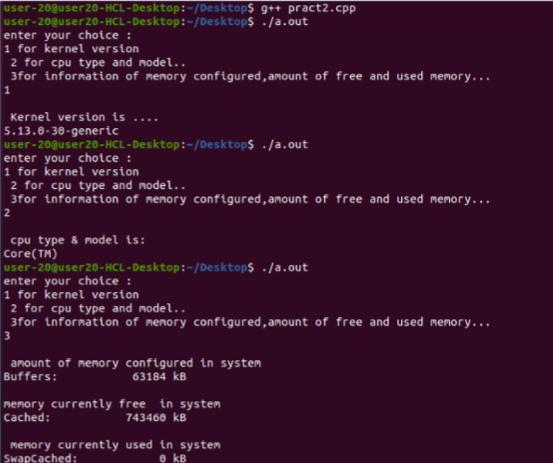 user-20@user20-HCL-Desktop:~/Desktop$ g++ pract2.cpp
user-20@user20-HCL-Desktop:~/Desktop$ ./a.out
enter your choice :
1 for kernel version
 2 for cpu type and model..
 3for information of memory configured,amount of free and used memory...
1

 Kernel version is ....
5.13.0-30-generic
user-20@user20-HCL-Desktop:~/Desktop$ ./a.out
enter your choice :
1 for kernel version
 2 for cpu type and model..
 3for information of memory configured,amount of free and used memory...
2

 cpu type & model is:
Core(TM)
user-20@user20-HCL-Desktop:~/Desktop$ ./a.out
enter your choice :
1 for kernel version
 2 for cpu type and model..
 3for information of memory configured,amount of free and used memory...
3

 amount of memory configured in system
Buffers:           63184 kB

memory currently free  in system
Cached:           743460 kB

 memory currently used in system
SwapCached:            0 kB